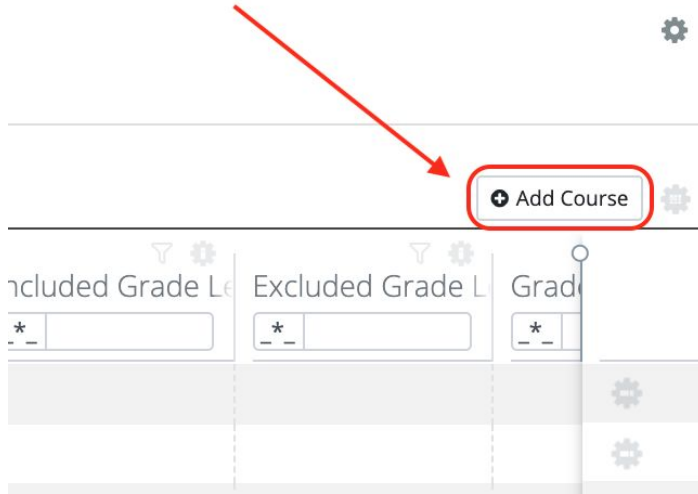 Add Course
ncluded Grade Le
Excluded Grade L
Grade
_*_
_*_
_*_